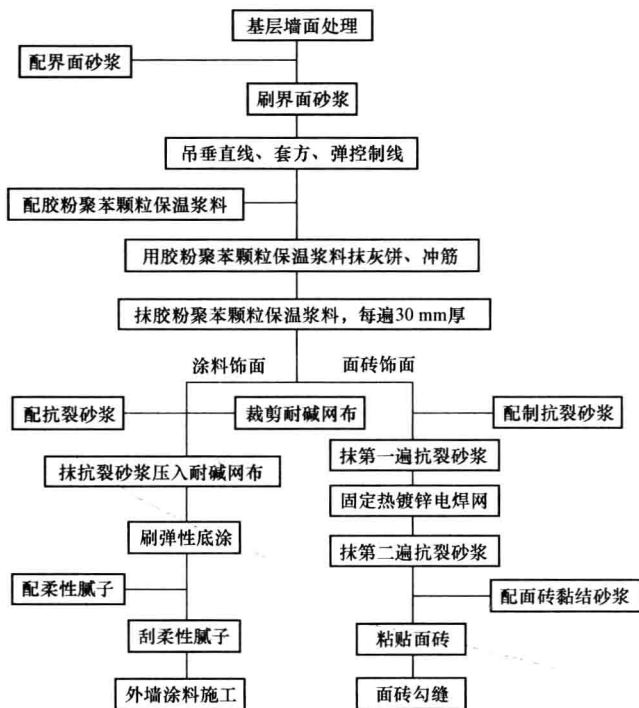 基层墙面处理
配界面砂浆
刷界面砂浆
吊垂直线、套方、弹控制线
配胶粉聚苯颗粒保温浆料
用胶粉聚苯颗粒保温浆料抹灰饼、冲筋
抹胶粉聚苯颗粒保温浆料，每遍30 mm厚
涂料饰面
面砖饰面
配抗裂砂浆
裁剪耐碱网布
配制抗裂砂浆
抹抗裂砂浆压入耐碱网布
抹第一遍抗裂砂浆
固定热镀锌电焊网
刷弹性底涂
抹第二遍抗裂砂浆
配柔性腻子
配面砖黏结砂浆
刮柔性腻子
粘贴面砖
外墙涂料施工
面砖勾缝